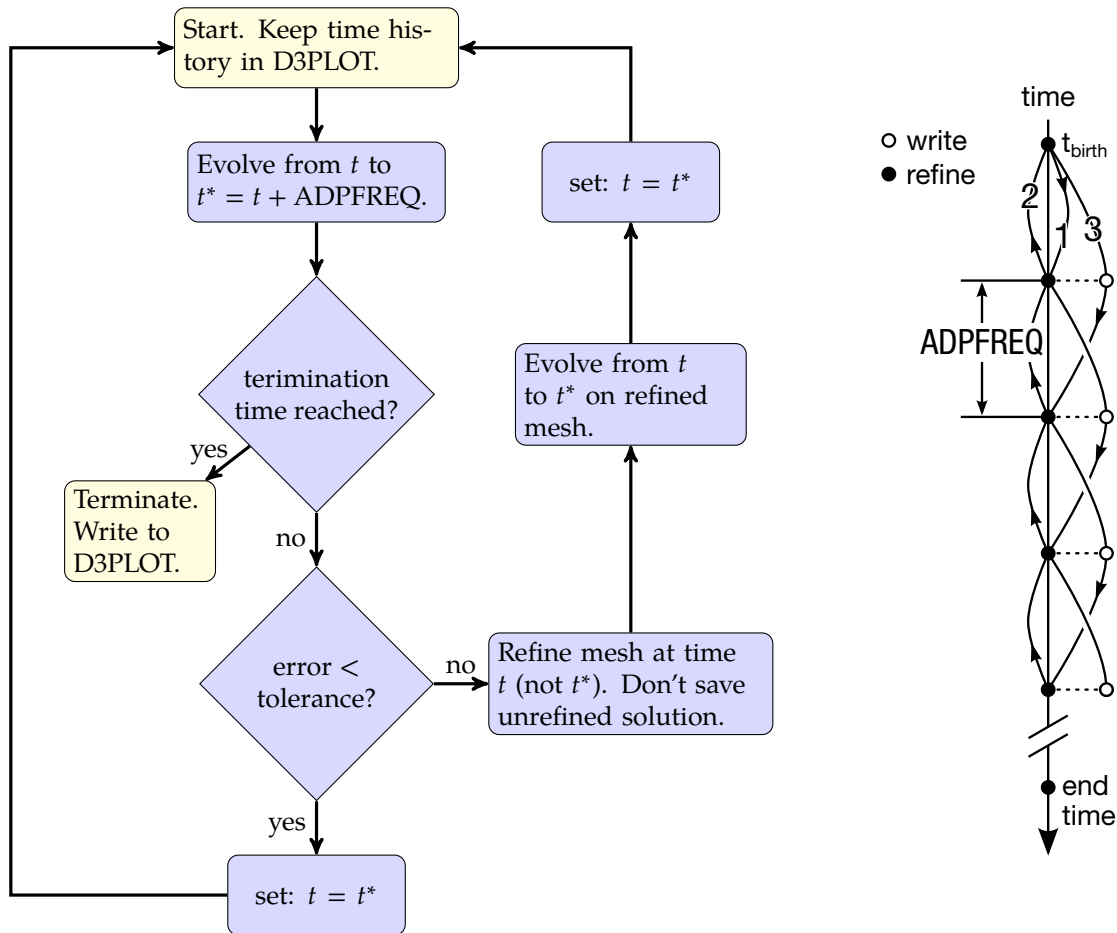 Start. Keep time his-
tory in D3PLOT.
Evolve from t to
t* = t + ADPFREQ.
terimination
time reached?
yes
Terminate.
Write to
D3PLOT.
no
error <
tolerance?
no
Refine mesh at time
t (not t*). Don't save
unrefined solution.
Evolve from t
to t* on refined
mesh.
set: t = t*
yes
set: t = t*
time
write
refine
t_birth
2
1
3
ADPFREQ
end
time